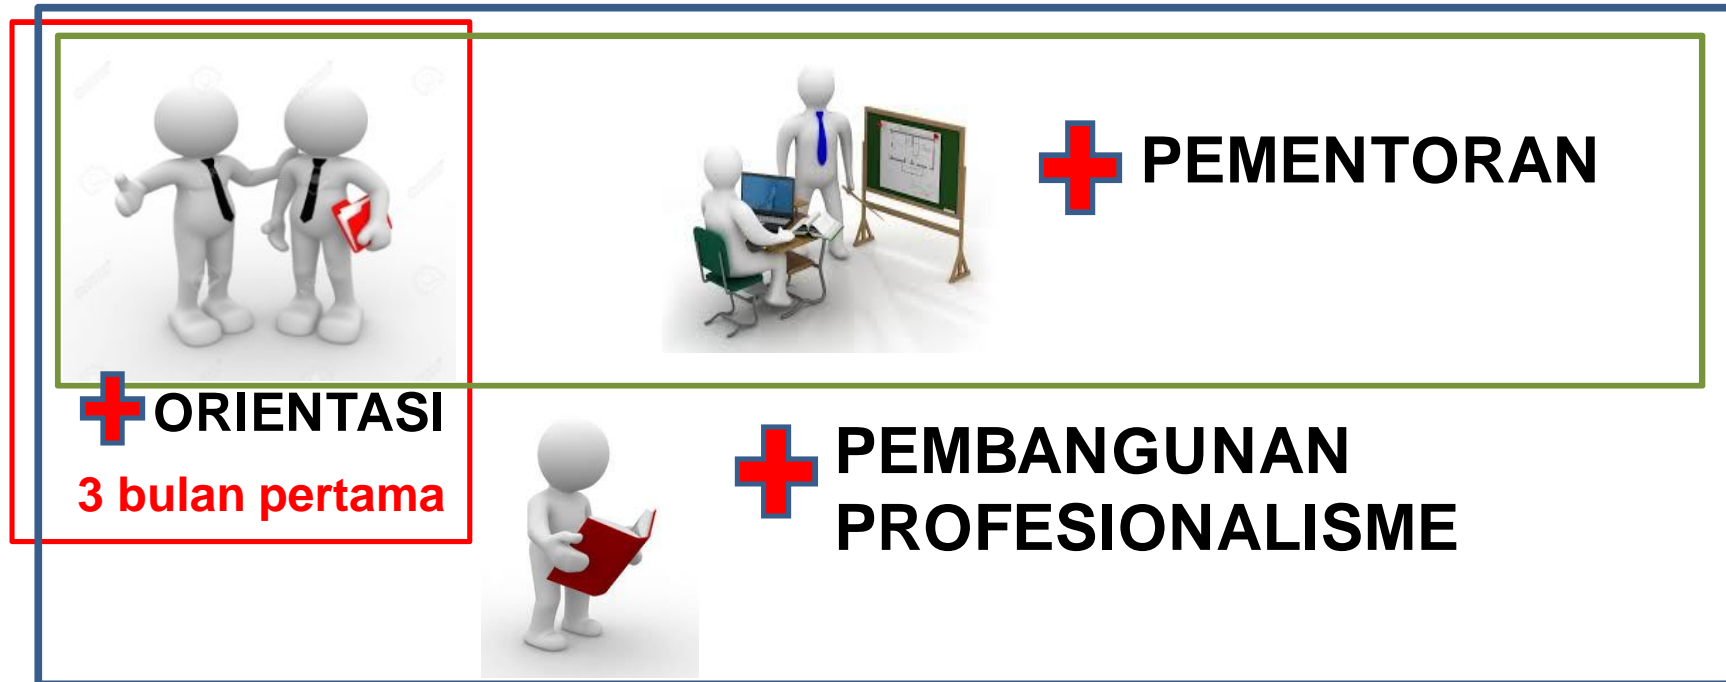 PEMENTORAN
ORIENTASI
3 bulan pertama
PEMBANGUNAN
PROFESIONALISME